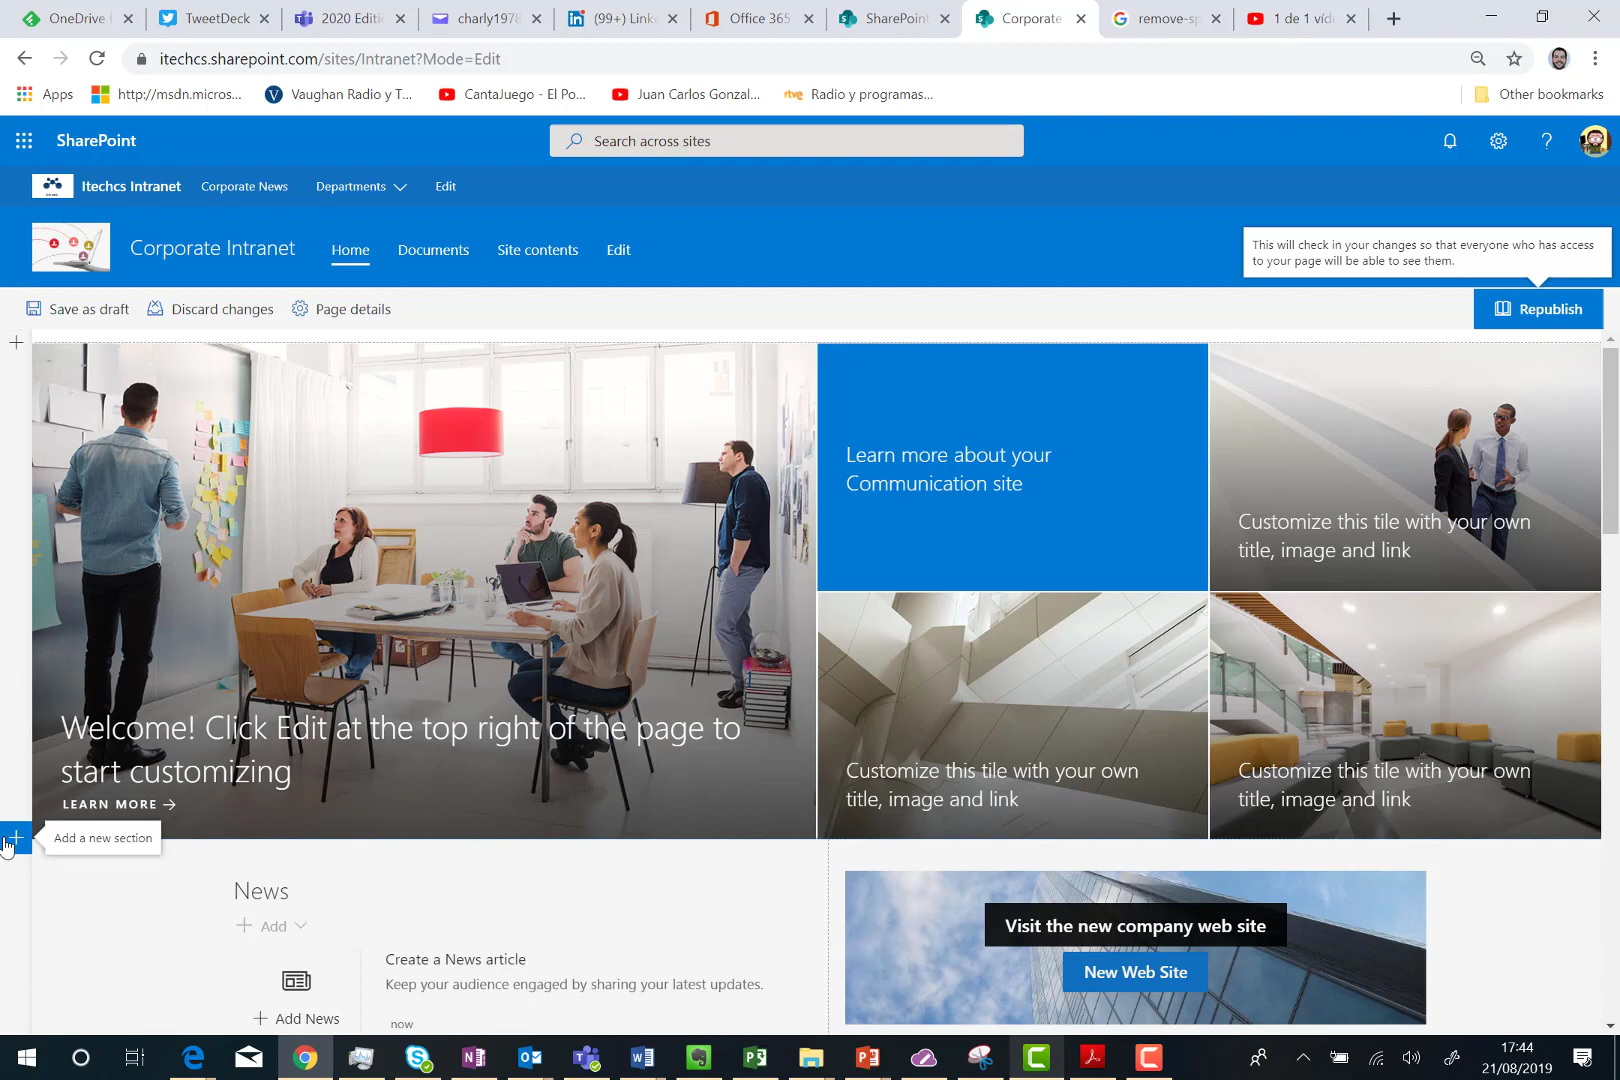 OneDrive
TweetDeck
2020 Editi
charly1978
(99+) Link
Office 365
SharePoint
Corporate
remove-sp
1 de 1 víd
itechcs.sharepoint.com/sites/Intranet?Mode=Edit
Apps
http://msdn.micros...
Vaughan Radio y T...
CantaJuego - El Po...
Juan Carlos Gonzal...
rtve
Radio y programas...
Other bookmarks
SharePoint
Search across sites
Itechcs Intranet
Corporate News
Departments
Edit
Corporate Intranet
Home
Documents
Site contents
Edit
This will check in your changes so that everyone who has access
to your page will be able to see them.
Save as draft
Discard changes
Page details
Republish
Learn more about your
Communication site
Customize this tile with your own
title, image and link
Welcome! Click Edit at the top right of the page to
start customizing
LEARN MORE
Customize this tile with your own
title, image and link
Customize this tile with your own
title, image and link
Add a new section
News
Add
Create a News article
Keep your audience engaged by sharing your latest updates.
Add News
now
Visit the new company web site
New Web Site
17:44
21/08/2019